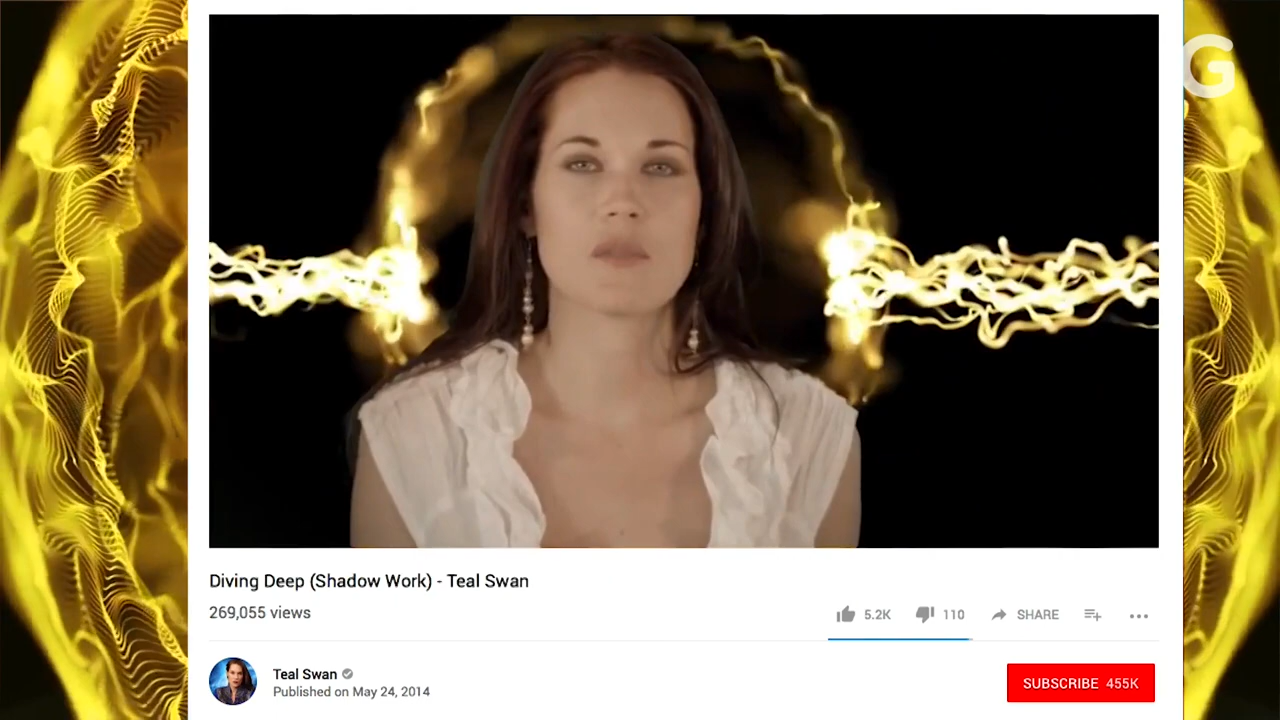 G
Diving Deep (Shadow Work) - Teal Swan
269,055 views
5.2K 110 SHARE
Teal Swan
Published on May 24, 2014
SUBSCRIBE 455K